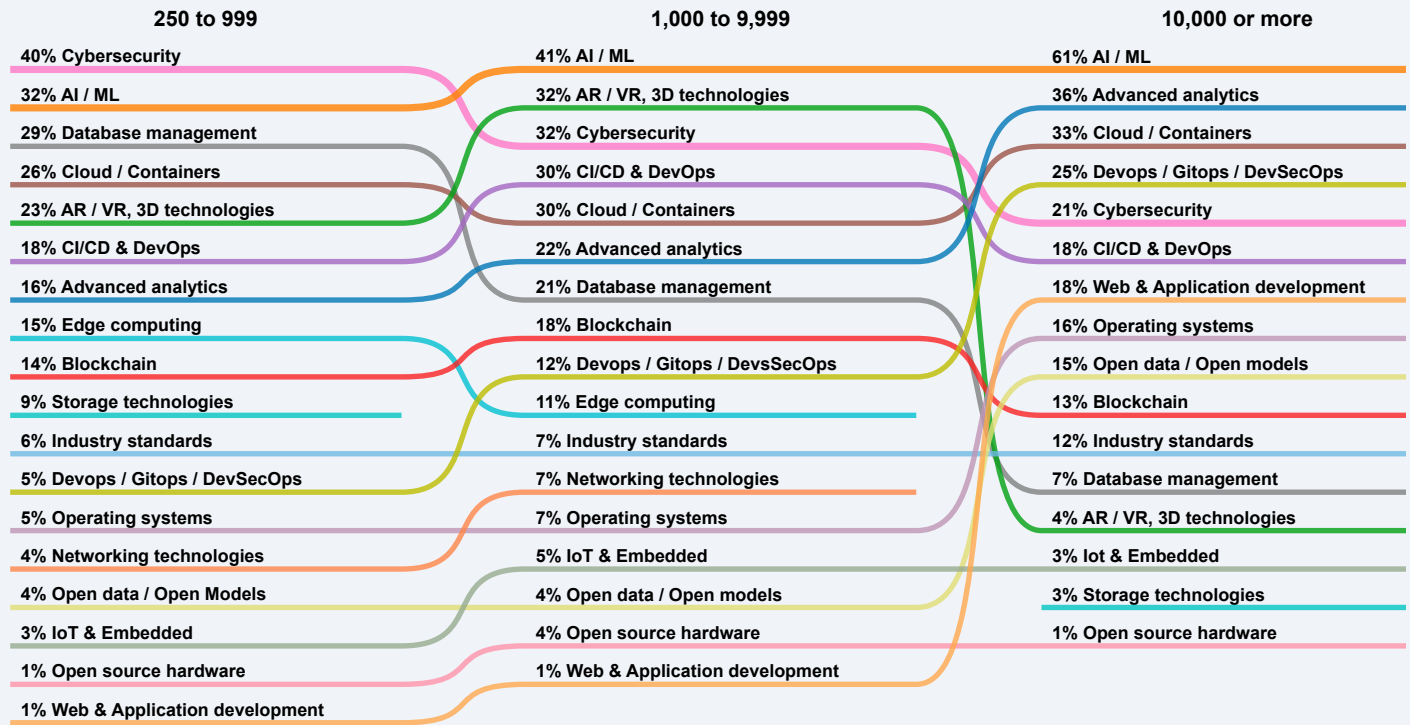 250 to 999
40% Cybersecurity
32% AI / ML
29% Database management
26% Cloud / Containers
23% AR / VR, 3D technologies
18% CI/CD & DevOps
16% Advanced analytics
15% Edge computing
14% Blockchain
9% Storage technologies
6% Industry standards
5% Devops / Gitops / DevSecOps
5% Operating systems
4% Networking technologies
4% Open data / Open Models
3% IoT & Embedded
1% Open source hardware
1% Web & Application development
1,000 to 9,999
41% AI / ML
32% AR / VR, 3D technologies
32% Cybersecurity
30% CI/CD & DevOps
30% Cloud / Containers
22% Advanced analytics
21% Database management
18% Blockchain
12% Devops / Gitops / DevsSecOps
11% Edge computing
7% Industry standards
7% Networking technologies
7% Operating systems
5% IoT & Embedded
4% Open data / Open models
4% Open source hardware
1% Web & Application development
10,000 or more
61% AI / ML
36% Advanced analytics
33% Cloud / Containers
25% Devops / Gitops / DevSecOps
21% Cybersecurity
18% CI/CD & DevOps
18% Web & Application development
16% Operating systems
15% Open data / Open models
13% Blockchain
12% Industry standards
7% Database management
4% AR / VR, 3D technologies
3% Iot & Embedded
3% Storage technologies
1% Open source hardware